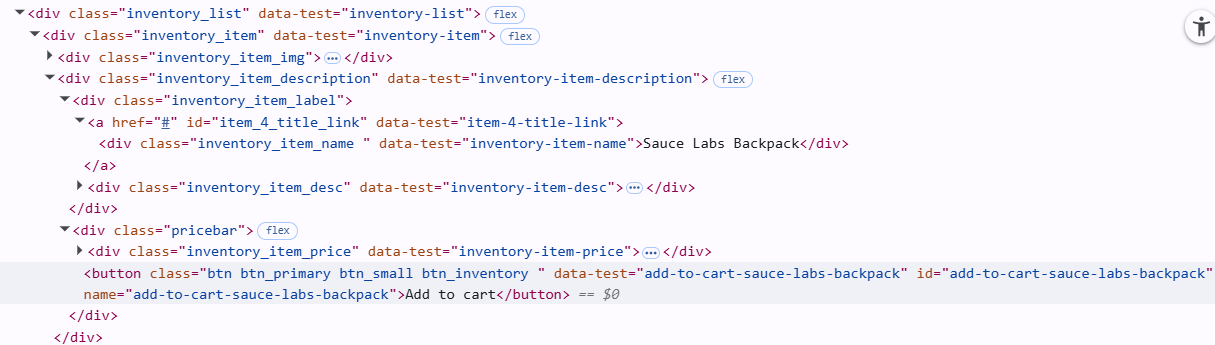 <div class="inventory_list" data-test="inventory-list"> flex
<div class="inventory_item" data-test="inventory-item"> flex
<div class="inventory_item_img"> ••• </div>
<div class="inventory_item_description" data-test="inventory-item-description"> flex
<div class="inventory_item_label">
<a href="#" id="item_4_title_link" data-test="item-4-title-link">
<div class="inventory_item_name " data-test="inventory-item-name">Sauce Labs Backpack</div>
</a>
<div class="inventory_item_desc" data-test="inventory-item-desc"> ••• </div>
</div>
<div class="pricebar"> flex
<div class="inventory_item_price" data-test="inventory-item-price"> ••• </div>
<button class="btn btn_primary btn_small btn_inventory " data-test="add-to-cart-sauce-labs-backpack" id="add-to-cart-sauce-labs-backpack"
name="add-to-cart-sauce-labs-backpack">Add to cart</button> == $0
</div>
</div>